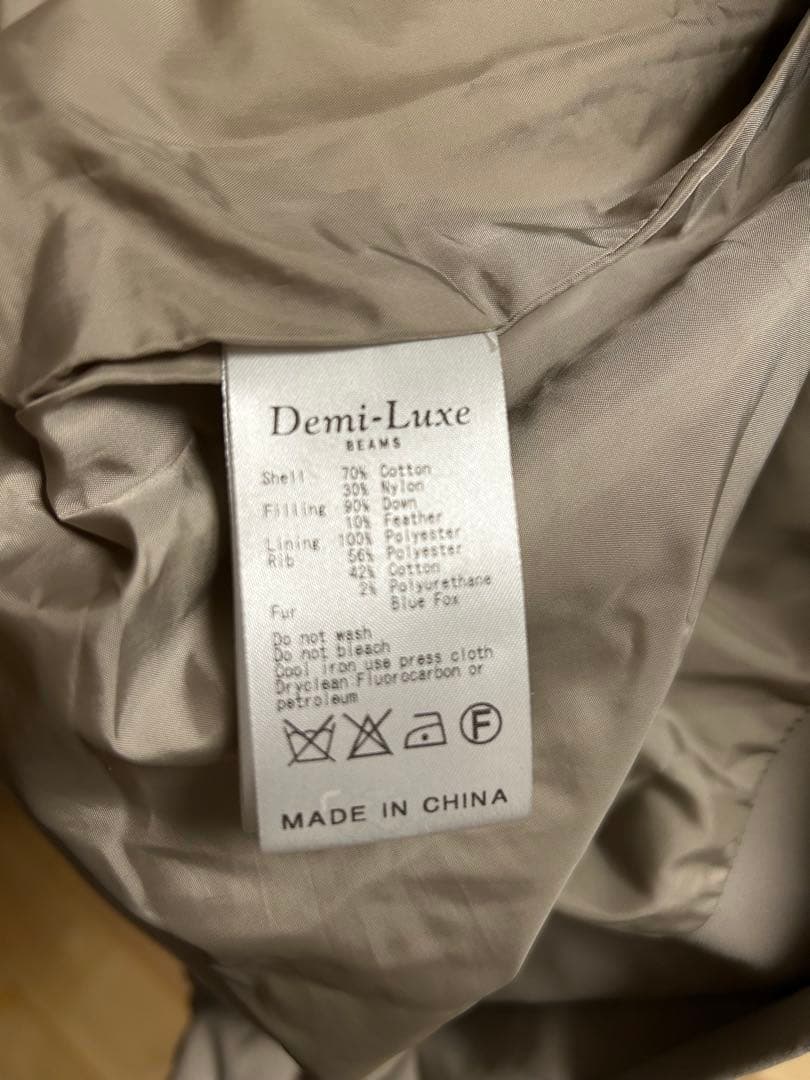 Demi-Luxe
BEAMS
Shell 70% Cotton
30% Nylon
Filling 90% Down
10% Feather
Lining 100% Polyester
Rib 56% Polyester
42% Cotton
2% Polyurethane
Fur Blue Fox
Do not wash
Do not bleach
Cool iron use press cloth
Dryclean Fluorocarbon or
petroleum
F
MADE IN CHINA